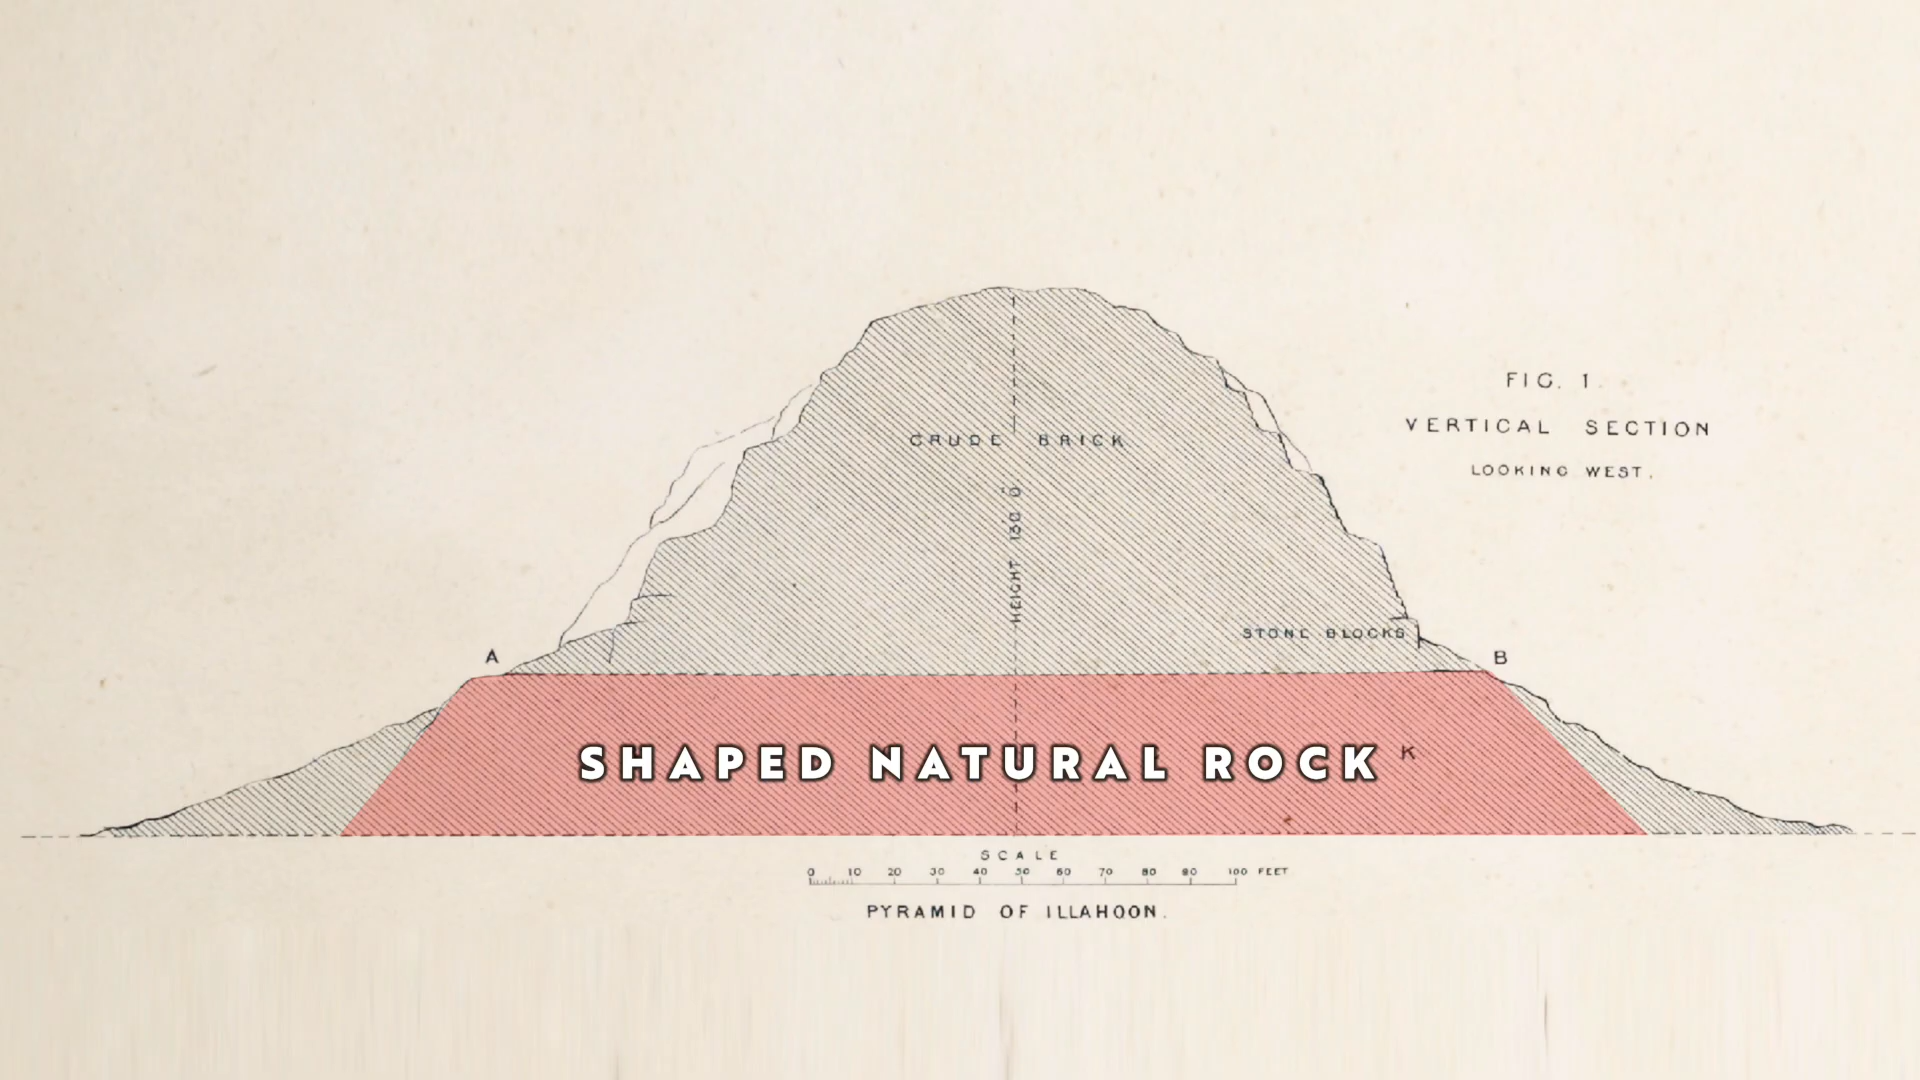 FIG. 1.
VERTICAL SECTION
LOOKING WEST.
CRUDE BRICK
HEIGHT 130.0
STONE BLOCKS
A
B
SHAPED NATURAL ROCK
K
SCALE
0 10 20 30 40 50 60 70 80 90 100 FEET
PYRAMID OF ILLAHOON.